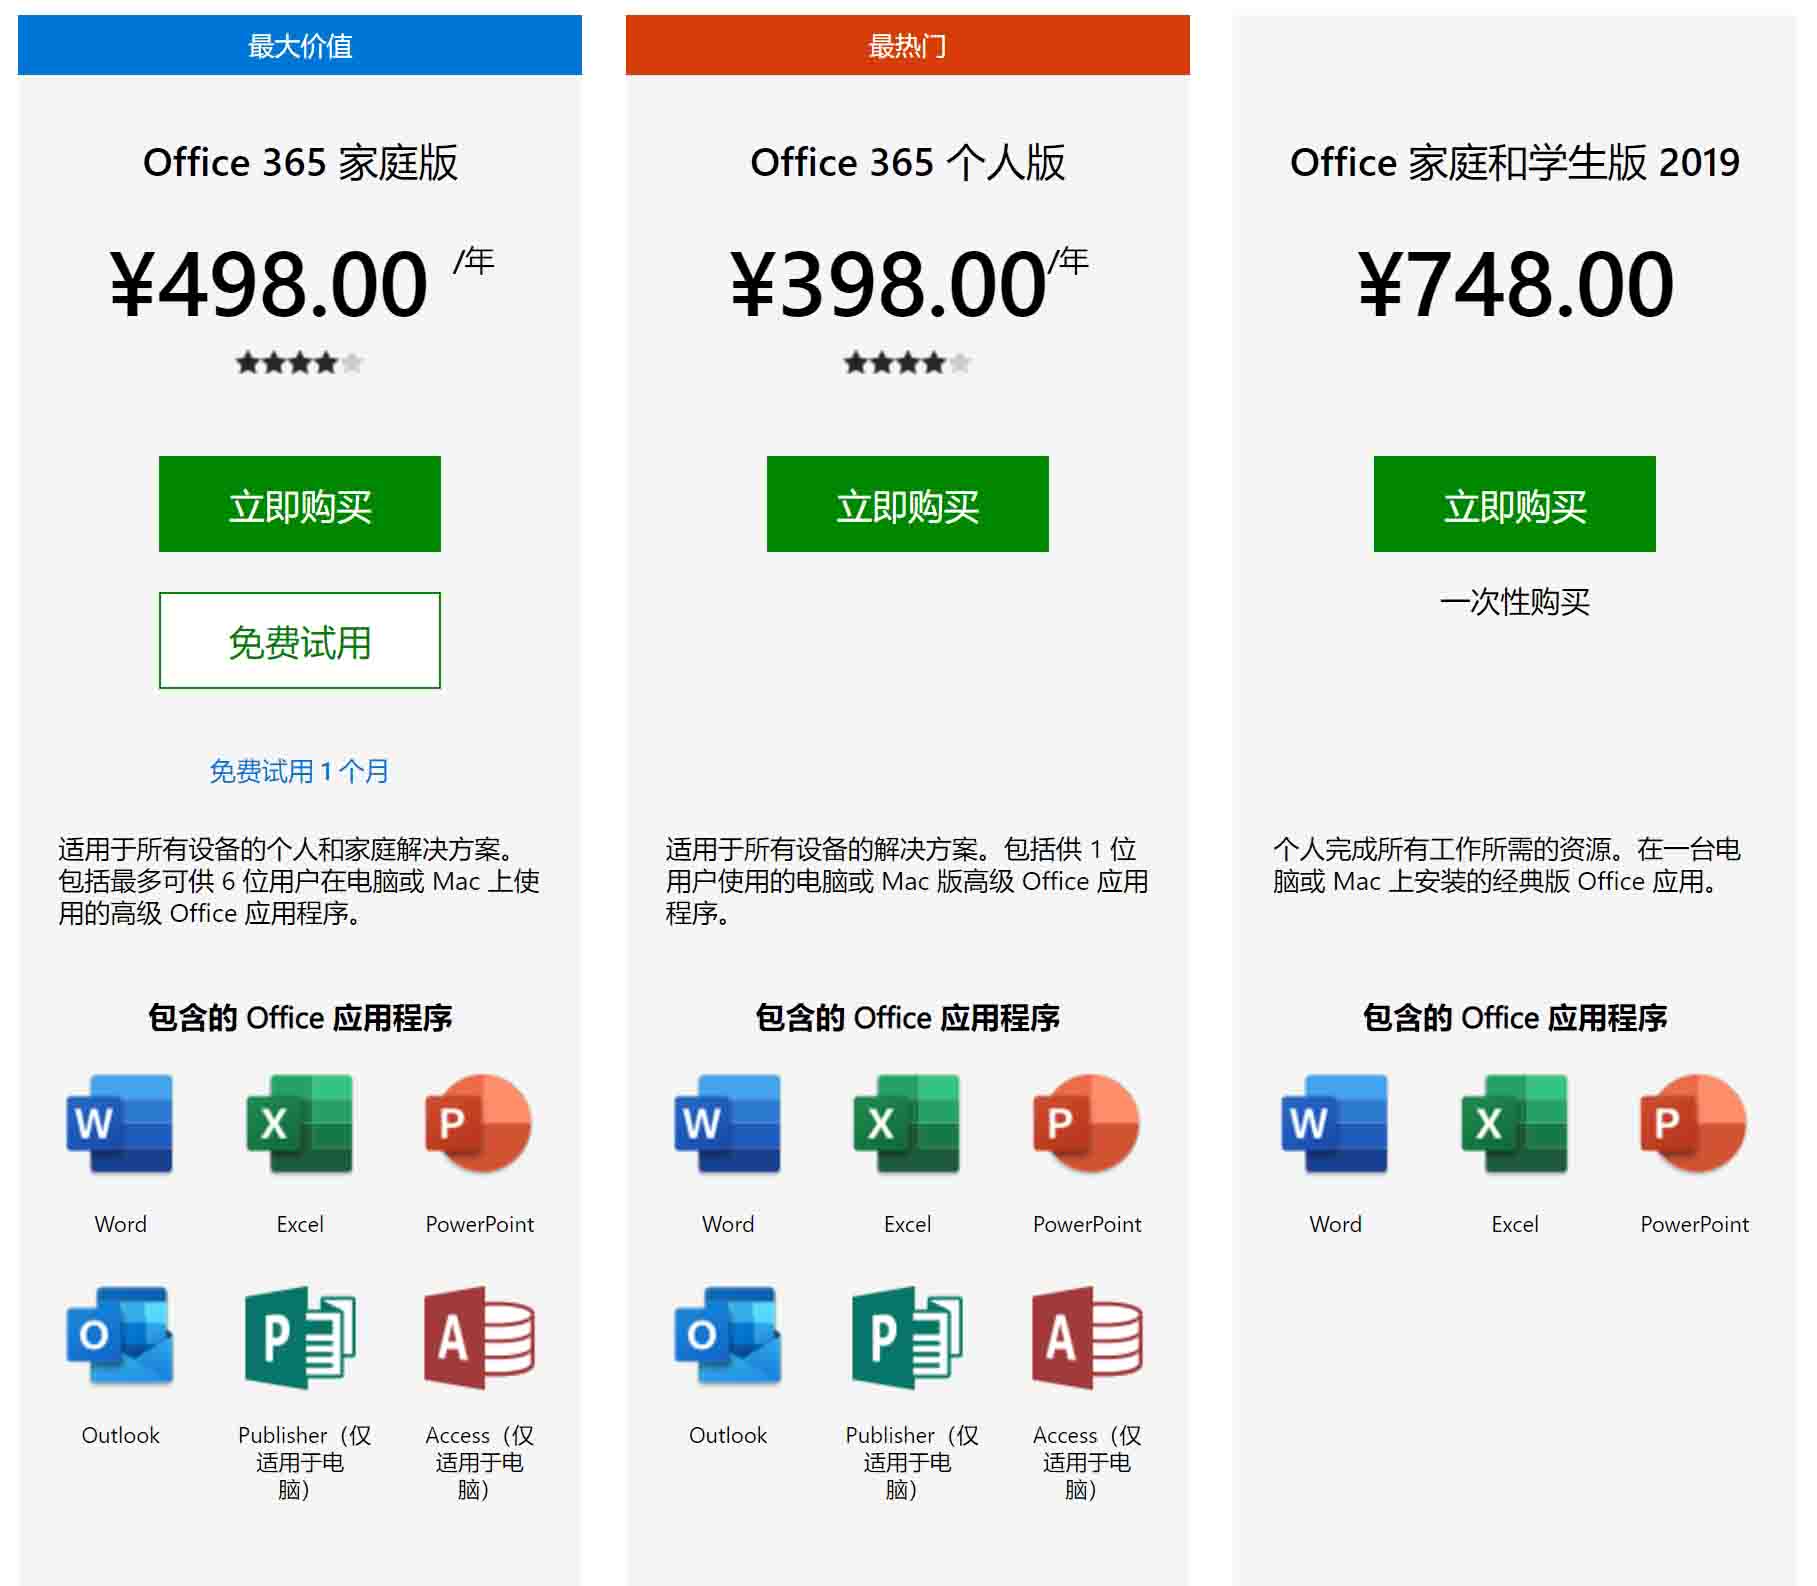 最大价值
Office 365 家庭版
¥498.00 /年
立即购买
免费试用
免费试用 1 个月
适用于所有设备的个人和家庭解决方案。
包括最多可供 6 位用户在电脑或 Mac 上使
用的高级 Office 应用程序。
包含的 Office 应用程序
W
X
P
Word
Excel
PowerPoint
O
P
A
Outlook
Publisher（仅
适用于电
脑）
Access（仅
适用于电
脑）
最热门
Office 365 个人版
¥398.00/年
立即购买
适用于所有设备的解决方案。包括供 1 位
用户使用的电脑或 Mac 版高级 Office 应用
程序。
包含的 Office 应用程序
W
X
P
Word
Excel
PowerPoint
O
P
A
Outlook
Publisher（仅
适用于电
脑）
Access（仅
适用于电
脑）
Office 家庭和学生版 2019
¥748.00
立即购买
一次性购买
个人完成所有工作所需的资源。在一台电
脑或 Mac 上安装的经典版 Office 应用。
包含的 Office 应用程序
W
X
P
Word
Excel
PowerPoint